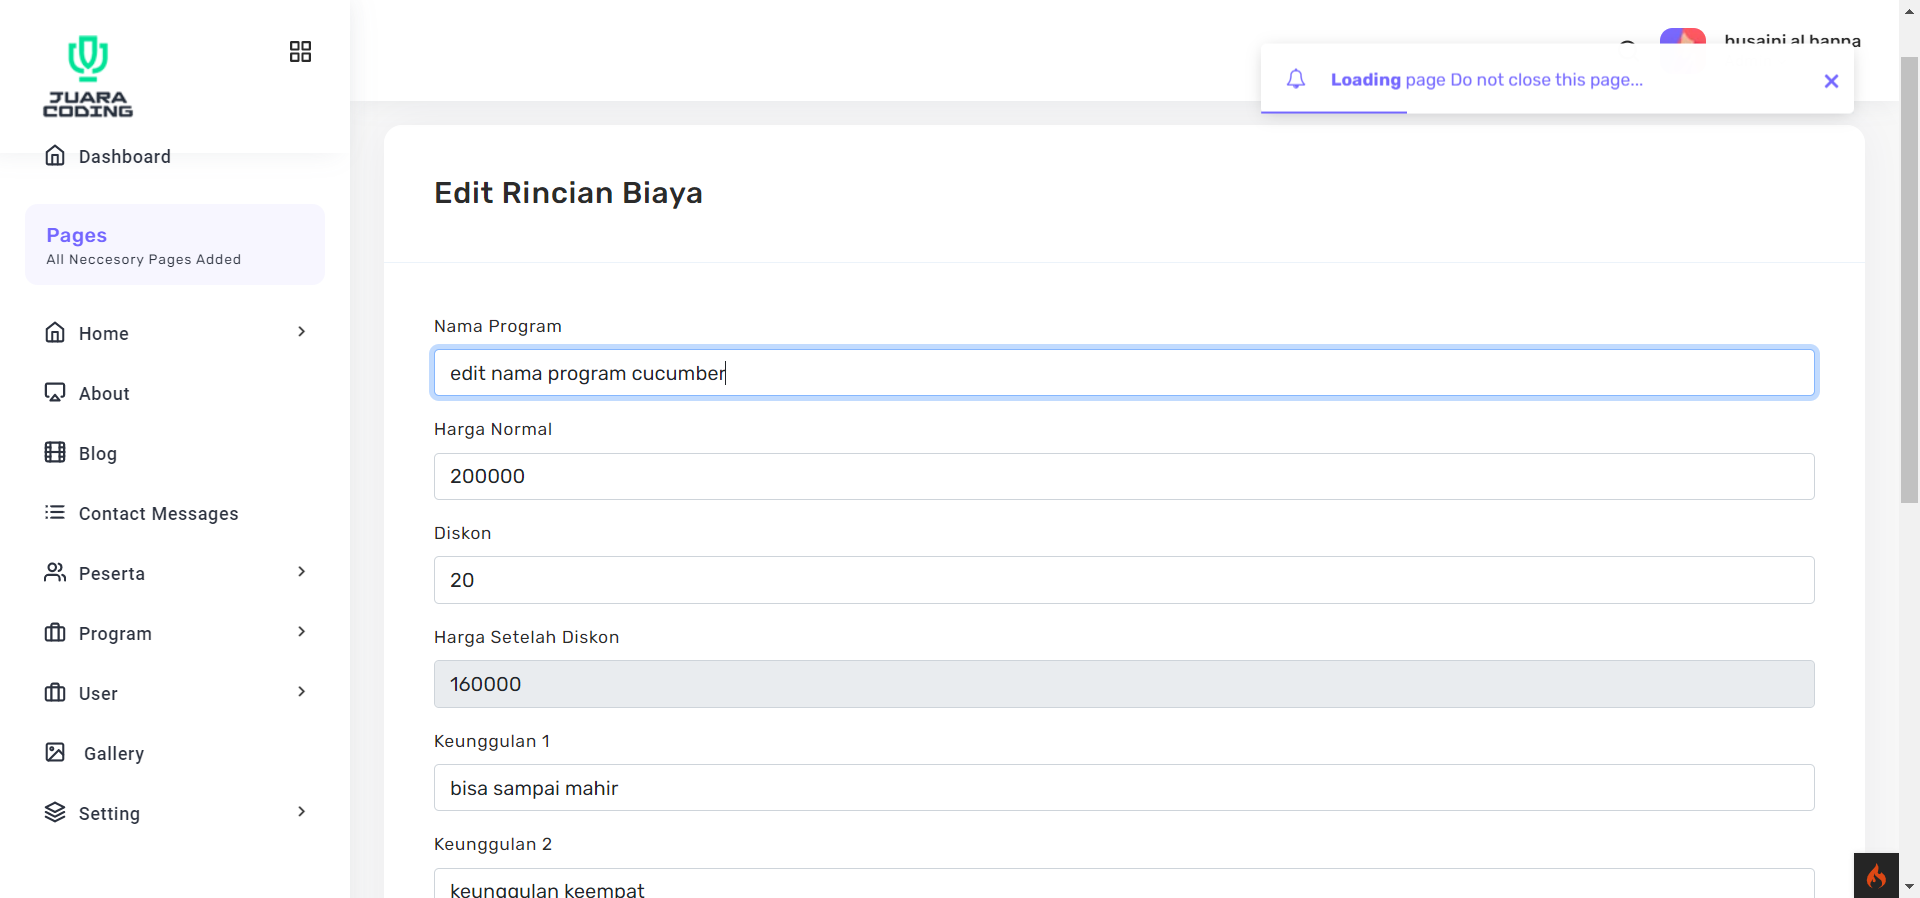 JUARA
CODING
Dashboard
Pages
All Neccesory Pages Added
Home
About
Blog
Contact Messages
Peserta
Program
User
Gallery
Setting
husaini al banna
Loading page Do not close this page...
Edit Rincian Biaya
Nama Program
edit nama program cucumber
Harga Normal
200000
Diskon
20
Harga Setelah Diskon
160000
Keunggulan 1
bisa sampai mahir
Keunggulan 2
keunggulan keempat